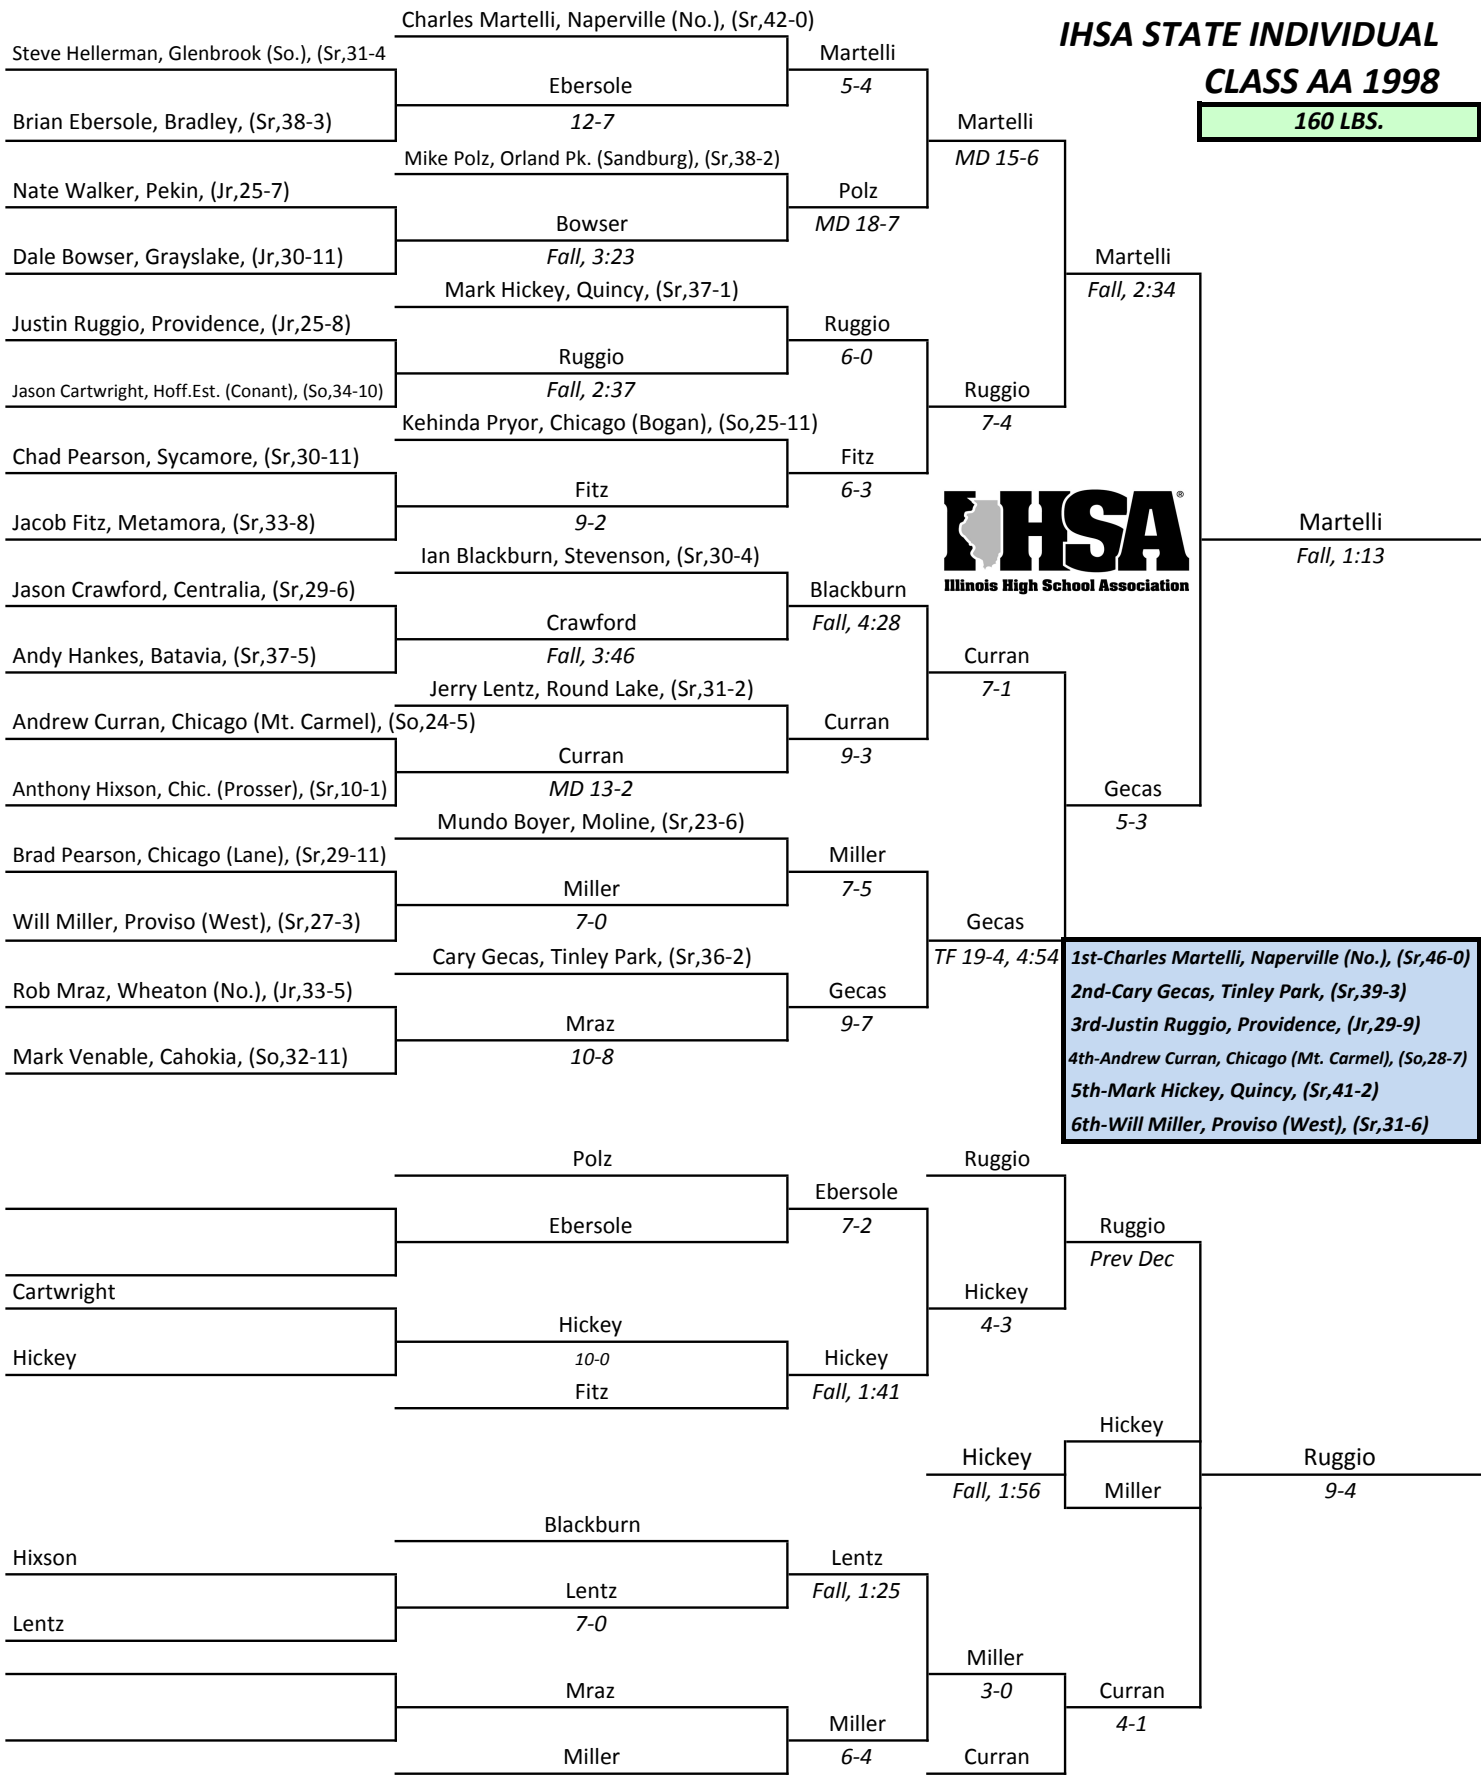 IHSA STATE INDIVIDUAL
CLASS AA 1998
160 LBS.
Charles Martelli, Naperville (No.), (Sr,42-0)
Steve Hellerman, Glenbrook (So.), (Sr,31-4
Martelli
Ebersole
5-4
Brian Ebersole, Bradley, (Sr,38-3)
12-7
Martelli
Mike Polz, Orland Pk. (Sandburg), (Sr,38-2)
MD 15-6
Nate Walker, Pekin, (Jr,25-7)
Polz
Bowser
MD 18-7
Dale Bowser, Grayslake, (Jr,30-11)
Fall, 3:23
Martelli
Mark Hickey, Quincy, (Sr,37-1)
Fall, 2:34
Justin Ruggio, Providence, (Jr,25-8)
Ruggio
Ruggio
6-0
Jason Cartwright, Hoff.Est. (Conant), (So,34-10)
Fall, 2:37
Ruggio
Kehinda Pryor, Chicago (Bogan), (So,25-11)
7-4
Chad Pearson, Sycamore, (Sr,30-11)
Fitz
Fitz
6-3
Jacob Fitz, Metamora, (Sr,33-8)
9-2
IHSA®
Illinois High School Association
Martelli
Fall, 1:13
Ian Blackburn, Stevenson, (Sr,30-4)
Jason Crawford, Centralia, (Sr,29-6)
Blackburn
Crawford
Fall, 4:28
Andy Hankes, Batavia, (Sr,37-5)
Fall, 3:46
Curran
Jerry Lentz, Round Lake, (Sr,31-2)
7-1
Andrew Curran, Chicago (Mt. Carmel), (So,24-5)
Curran
Curran
9-3
Anthony Hixson, Chic. (Prosser), (Sr,10-1)
MD 13-2
Gecas
Mundo Boyer, Moline, (Sr,23-6)
5-3
Brad Pearson, Chicago (Lane), (Sr,29-11)
Miller
Miller
7-5
Will Miller, Proviso (West), (Sr,27-3)
7-0
Gecas
Cary Gecas, Tinley Park, (Sr,36-2)
TF 19-4, 4:54
Rob Mraz, Wheaton (No.), (Jr,33-5)
Gecas
Mraz
9-7
Mark Venable, Cahokia, (So,32-11)
10-8
1st-Charles Martelli, Naperville (No.), (Sr,46-0)
2nd-Cary Gecas, Tinley Park, (Sr,39-3)
3rd-Justin Ruggio, Providence, (Jr,29-9)
4th-Andrew Curran, Chicago (Mt. Carmel), (So,28-7)
5th-Mark Hickey, Quincy, (Sr,41-2)
6th-Will Miller, Proviso (West), (Sr,31-6)
Polz
Ruggio
Ebersole
Ebersole
7-2
Ruggio
Prev Dec
Cartwright
Hickey
Hickey
4-3
Hickey
10-0
Hickey
Fitz
Fall, 1:41
Hickey
Hickey
Ruggio
Fall, 1:56
Miller
9-4
Blackburn
Hixson
Lentz
Lentz
Fall, 1:25
Lentz
7-0
Miller
Mraz
3-0
Curran
Miller
4-1
Miller
6-4
Curran